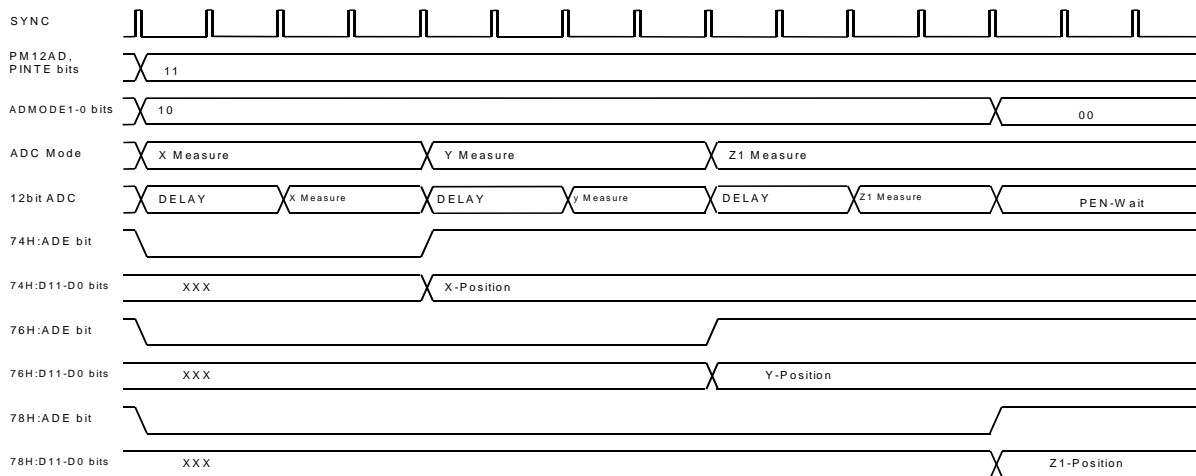 SYNC
PM12AD,
PINTE bits
11
ADMODE1-0 bits
10
00
ADC Mode
X Measure
Y Measure
Z1 Measure
12bit ADC
DELAY
X Measure
DELAY
y Measure
DELAY
Z1 Measure
PEN-Wait
74H:ADE bit
74H:D11-D0 bits
XXX
X-Position
76H:ADE bit
76H:D11-D0 bits
XXX
Y-Position
78H:ADE bit
78H:D11-D0 bits
XXX
Z1-Position